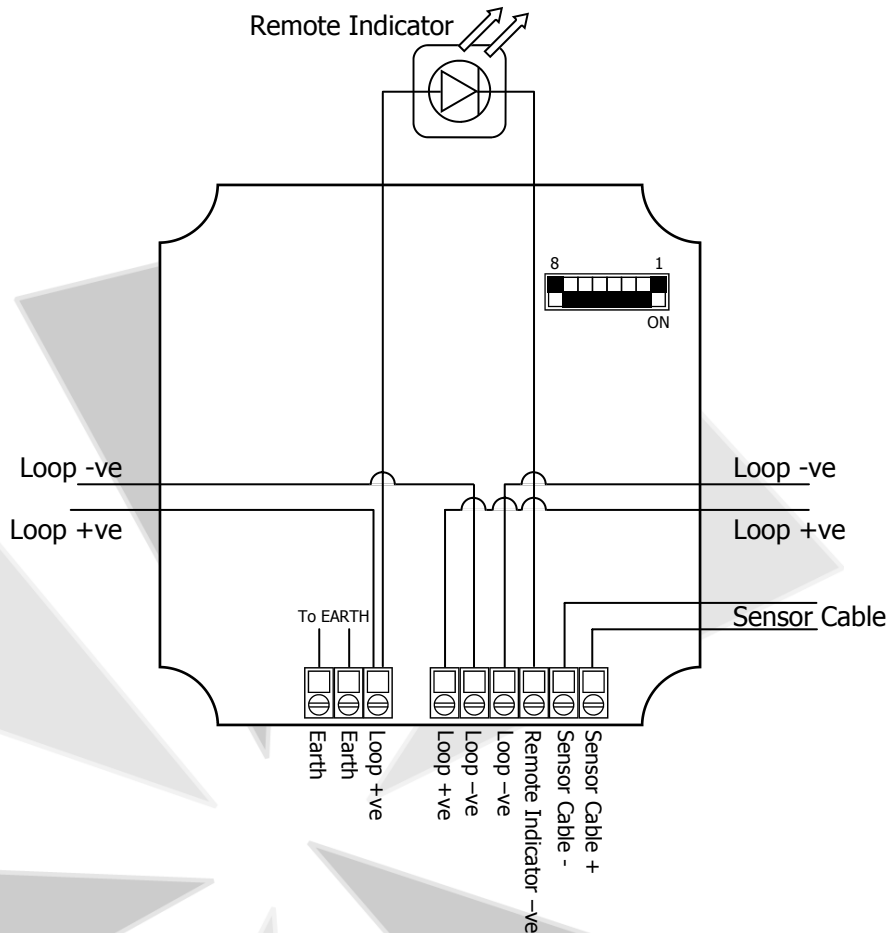 Remote Indicator
8 1
ON
Loop -ve
Loop +ve
Loop -ve
Loop +ve
To EARTH
Sensor Cable
Earth
Earth
Loop +ve
Loop +ve
Loop –ve
Loop –ve
Remote Indicator –ve
Sensor Cable -
Sensor Cable +